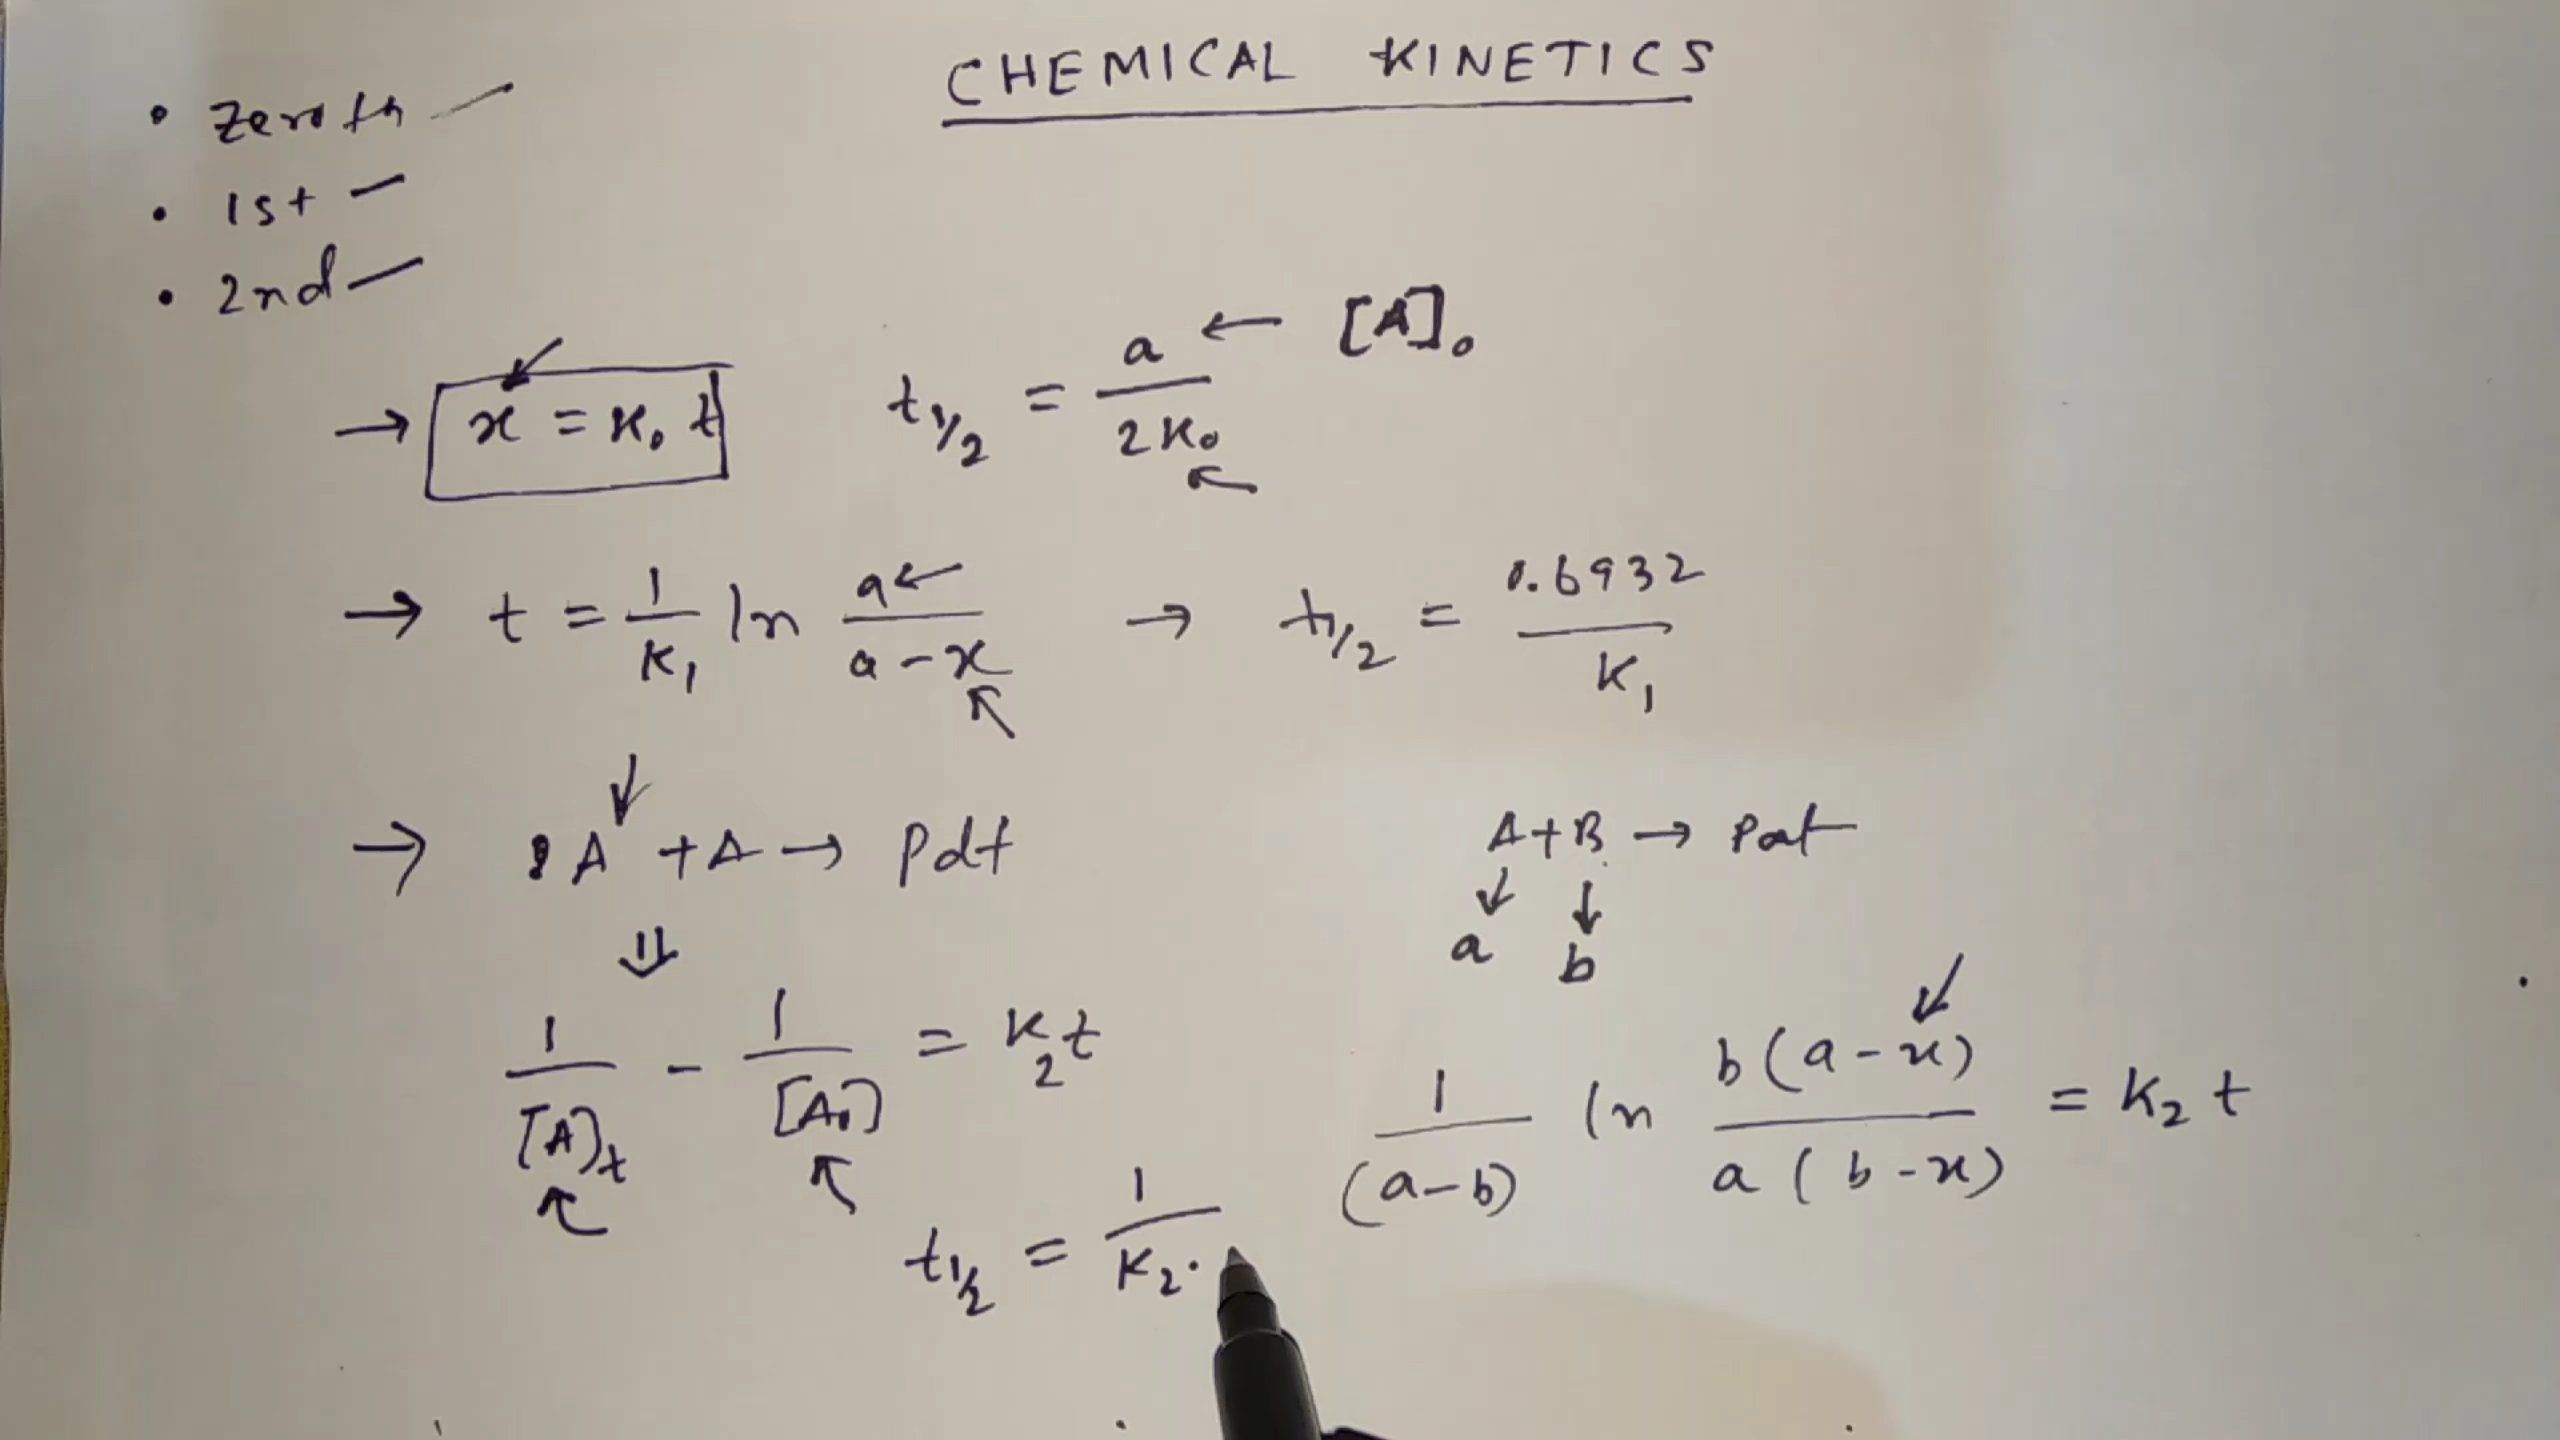 CHEMICAL KINETICS
• Zeroth
• 1st
• 2nd
→ x = K₀ t
t1/2 = a / 2K₀ ← [A]₀
→ t = 1/K₁ ln a/(a-x) → t1/2 = 0.6932/K₁
→ A + A → Pdt
A + B → Pdt
a b
1/[A]t - 1/[A₀] = K₂t
1/(a-b) ln b(a-x)/a(b-x) = K₂ t
t1/2 = 1/K₂.